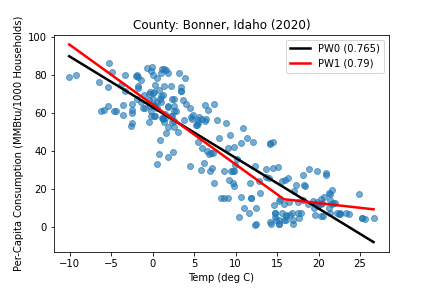 County: Bonner, Idaho (2020)
Per-Capita Consumption (MMBtu/1000 Households)
100
80
60
40
20
0
PW0 (0.765)
PW1 (0.79)
−10
−5
0
5
10
15
20
25
Temp (deg C)